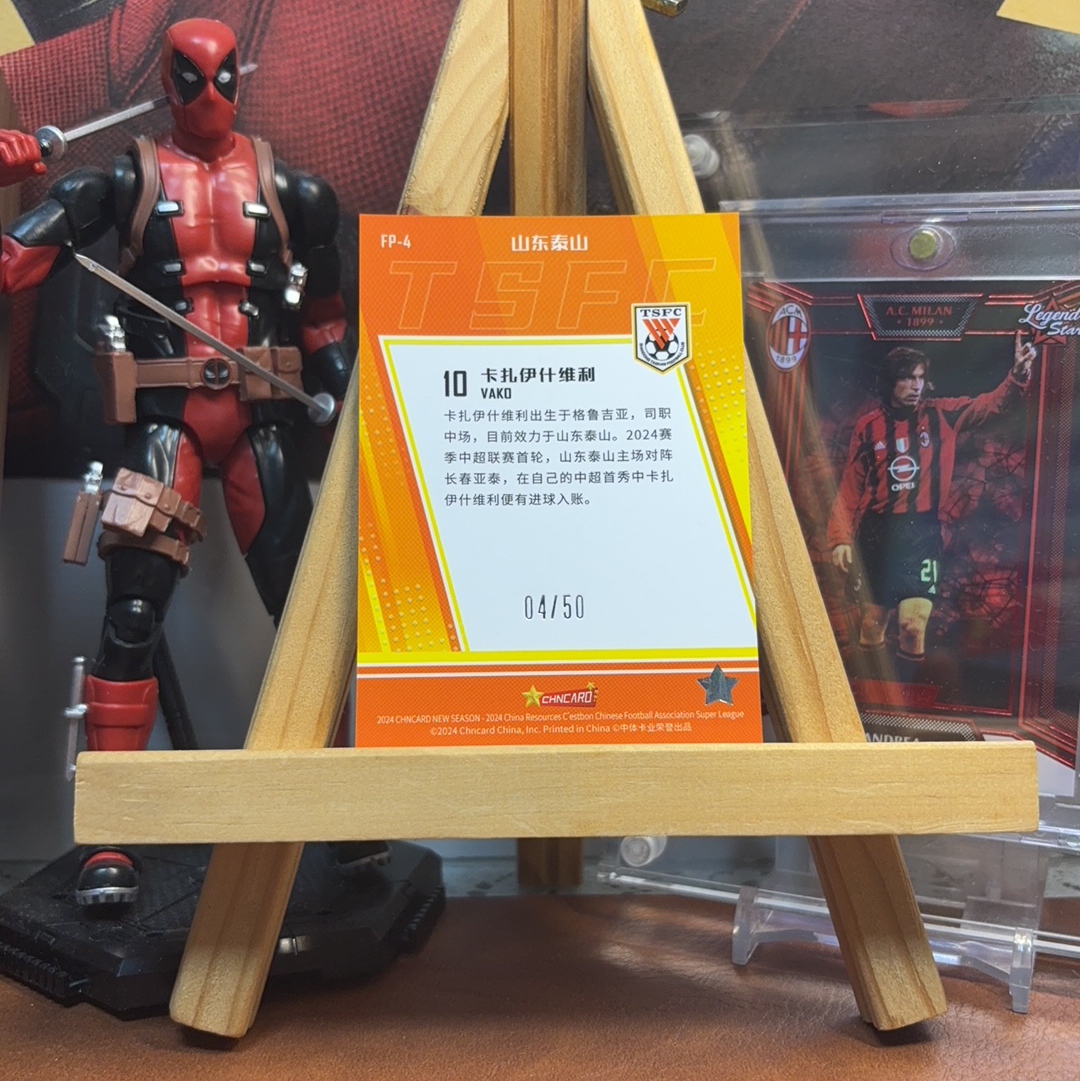 FP-4
山东泰山
TSFC
TSFC
10 卡扎伊什维利
VAKO
卡扎伊什维利出生于格鲁吉亚，司职
中场，目前效力于山东泰山。2024赛
季中超联赛首轮，山东泰山主场对阵
长春亚泰，在自己的中超首秀中卡扎
伊什维利便有进球入账。
04/50
CHNCARD
2024 CHNCARD NEW SEASON - 2024 China Resources C'estbon Chinese Football Association Super League
©2024 Chncard China, Inc. Printed in China ©中体卡业荣誉出品
ACM
1899
A.C. MILAN
• 1899 •
Legend
Star
OPEL
21
ANDREA